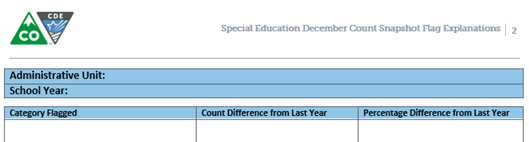 CDE
CO
Special Education December Count Snapshot Flag Explanations | 2
Administrative Unit:
School Year:
Category Flagged Count Difference from Last Year Percentage Difference from Last Year